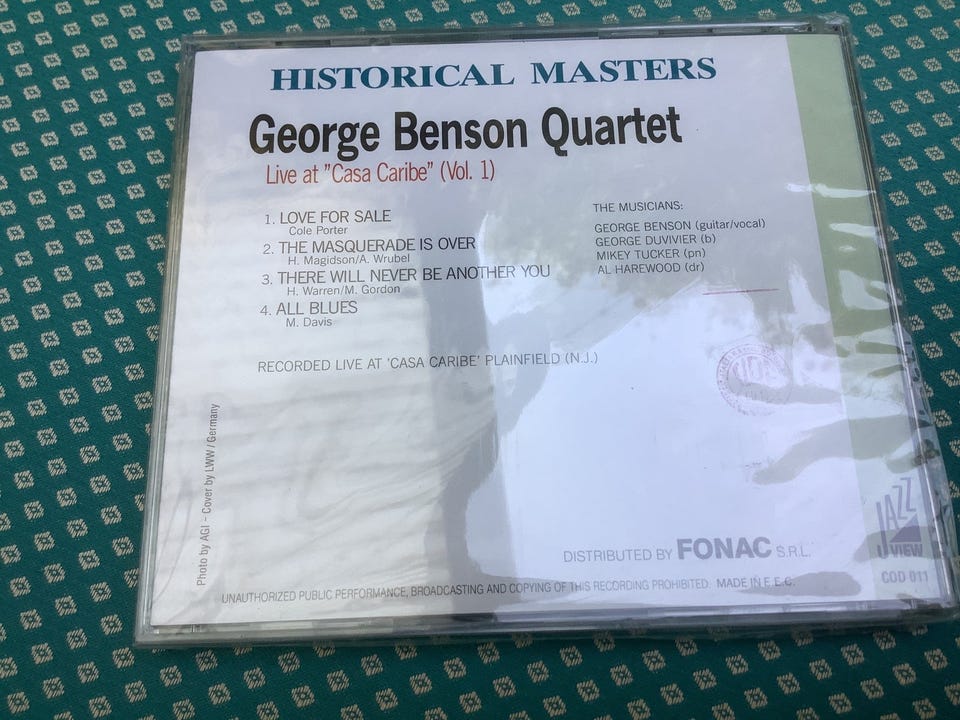 HISTORICAL MASTERS
George Benson Quartet
Live at "Casa Caribe" (Vol. 1)
1. LOVE FOR SALE
Cole Porter
2. THE MASQUERADE IS OVER
H. Magidson/A. Wrubel
3. THERE WILL NEVER BE ANOTHER YOU
H. Warren/M. Gordon
4. ALL BLUES
M. Davis
THE MUSICIANS:
GEORGE BENSON (guitar/vocal)
GEORGE DUVIVIER (b)
MIKEY TUCKER (pn)
AL HAREWOOD (dr)
RECORDED LIVE AT 'CASA CARIBE' PLAINFIELD (N.J.)
Photo by AGI - Cover by LWW / Germany
DISTRIBUTED BY FONAC S.R.L.
UNAUTHORIZED PUBLIC PERFORMANCE, BROADCASTING AND COPYING OF THIS RECORDING PROHIBITED. MADE IN E.E.C.
JAZZ
VIEW
COD 011